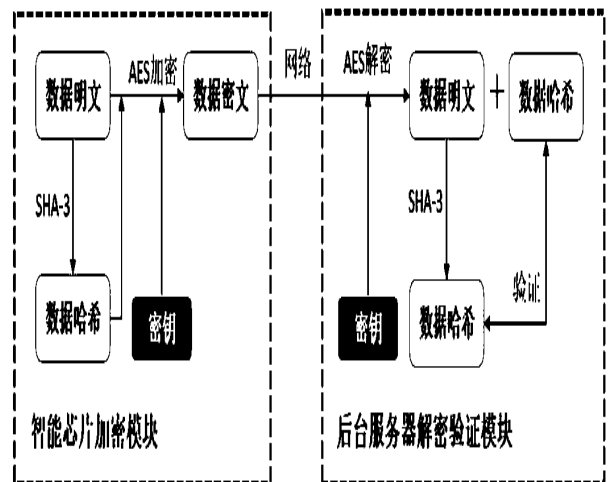 AES加密
网络
AES解密
数据明文
数据密文
数据明文
+
数据哈希
SHA-3
SHA-3
验证
数据哈希
密钥
密钥
数据哈希
智能芯片加密模块
后台服务器解密验证模块